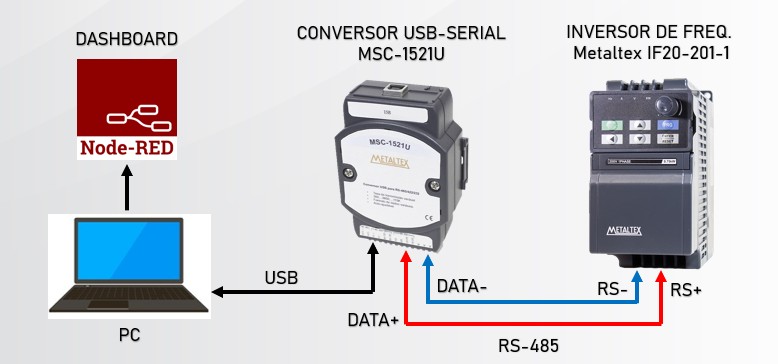 DASHBOARD
CONVERSOR USB-SERIAL
MSC-1521U
INVERSOR DE FREQ.
Metaltex IF20-201-1
Node-RED
USB
MSC-1521U
METALTEX
METALTEX
USB
DATA-
RS-
RS+
DATA+
PC
RS-485